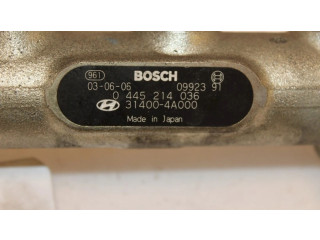 961 BOSCH
03-06-06 09923 91
0 445 214 036
31400-4A000
Made in Japan